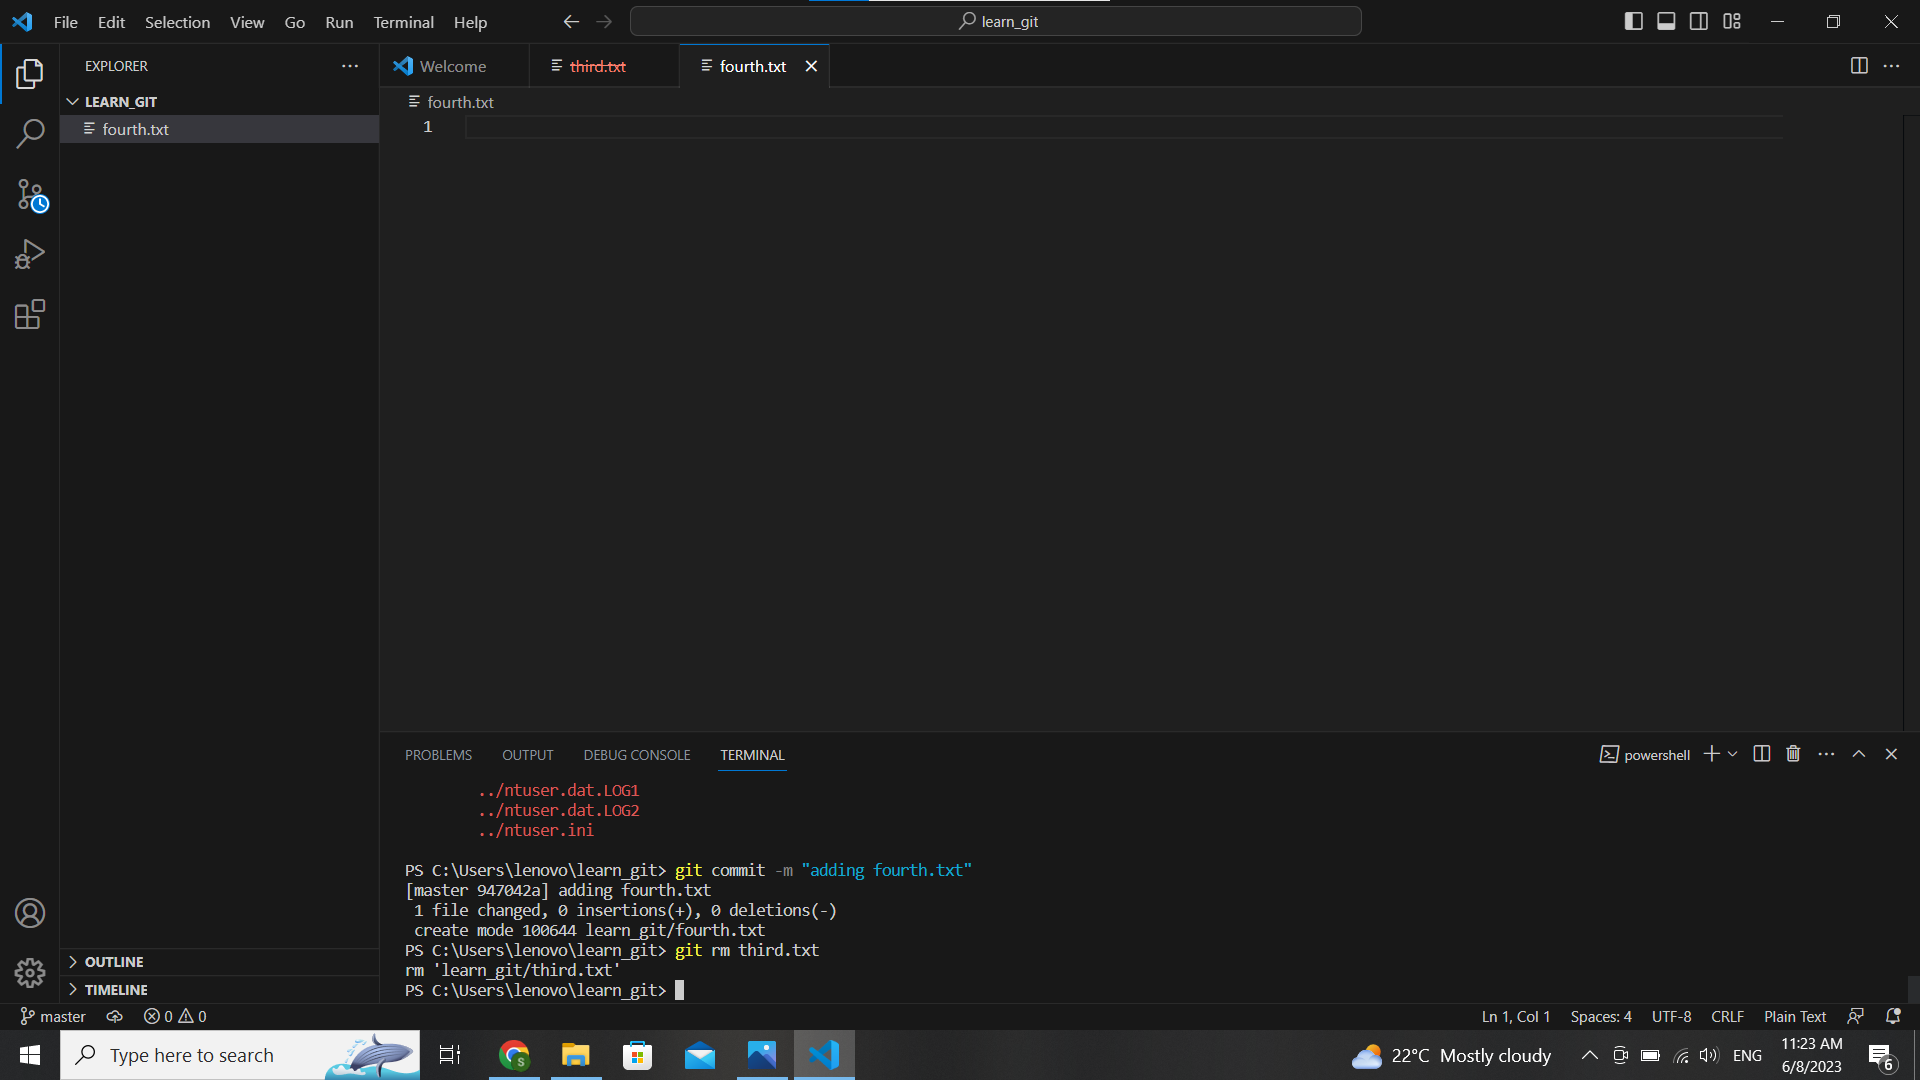 File Edit Selection View Go Run Terminal Help
learn_git
EXPLORER
Welcome third.txt fourth.txt
LEARN_GIT
fourth.txt
fourth.txt
1
PROBLEMS OUTPUT DEBUG CONSOLE TERMINAL
powershell
../ntuser.dat.LOG1
../ntuser.dat.LOG2
../ntuser.ini
PS C:\Users\lenovo\learn_git> git commit -m "adding fourth.txt"
[master 947042a] adding fourth.txt
1 file changed, 0 insertions(+), 0 deletions(-)
create mode 100644 learn_git/fourth.txt
PS C:\Users\lenovo\learn_git> git rm third.txt
rm 'learn_git/third.txt'
PS C:\Users\lenovo\learn_git>
OUTLINE
TIMELINE
master 0 0
Ln 1, Col 1 Spaces: 4 UTF-8 CRLF Plain Text
Type here to search
S
22°C Mostly cloudy
ENG
11:23 AM
6/8/2023
6